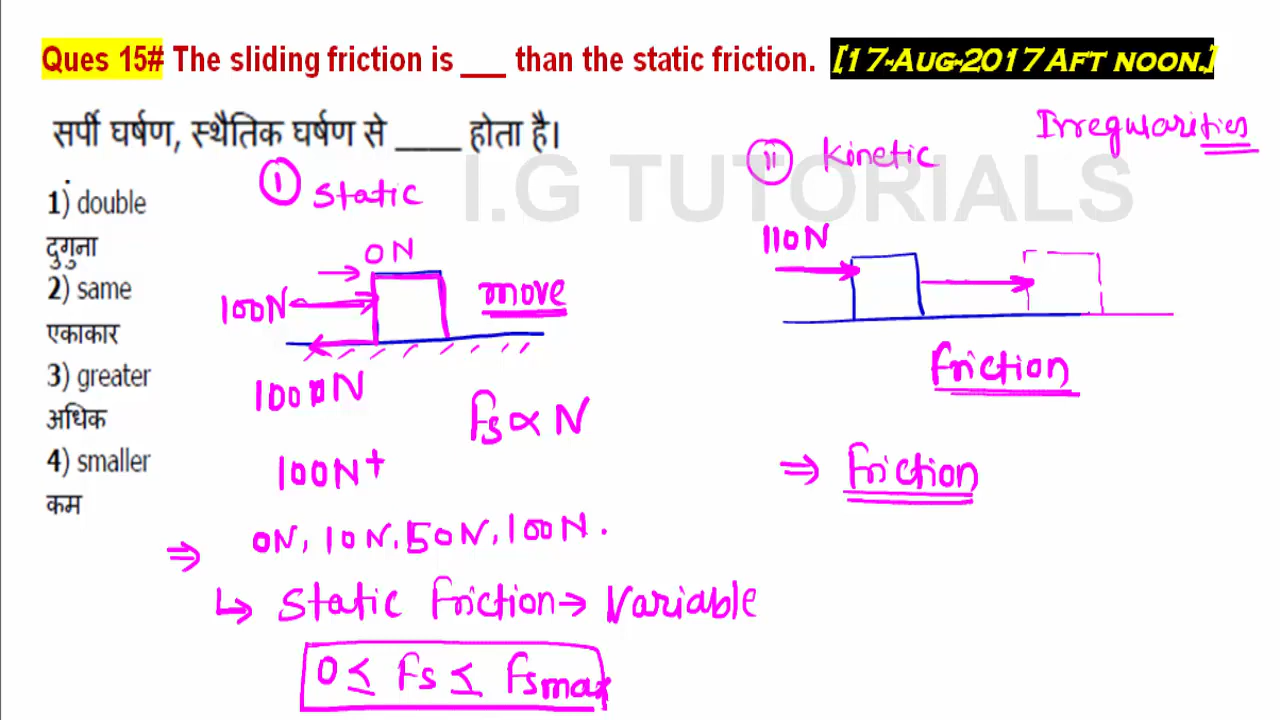 Ques 15# The sliding friction is ___ than the static friction. [17-Aug-2017 Aft noon.]
सर्पी घर्षण, स्थैतिक घर्षण से ____ होता है।
Irregularities
(i) Static
(ii) Kinetic
I.G TUTORIALS
1) double
दुगुना
2) same
एकाकार
3) greater
अधिक
4) smaller
कम
0 N
100N
move
100N
fs ∝ N
100N+
⇒ 0N, 10N, 50N, 100N.
↳ Static Friction → Variable
0 ≤ fs ≤ fsmax
110N
Friction
⇒ Friction